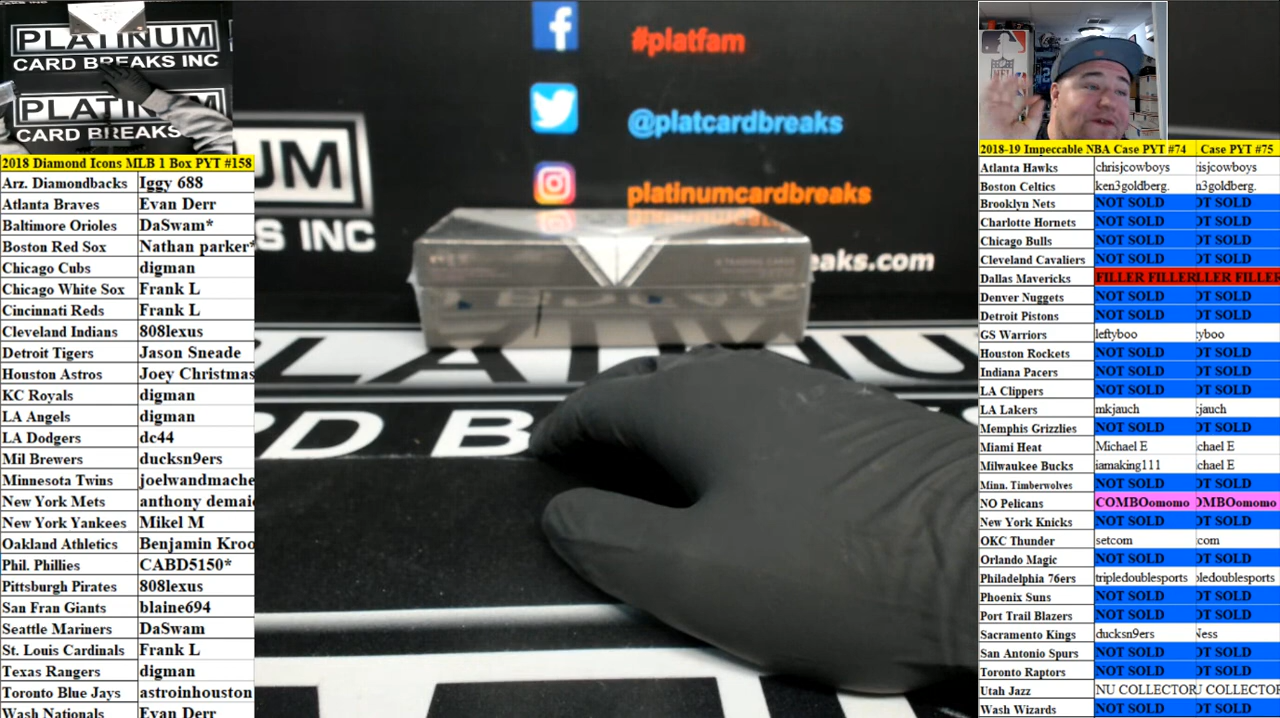 PLATINUM
CARD BREAKS INC
PLATINUM
CARD BREAKS
2018 Diamond Icons MLB 1 Box PYT #158
Arz. Diamondbacks Iggy 688
Atlanta Braves Evan Derr
Baltimore Orioles DaSwam*
Boston Red Sox Nathan parker*
Chicago Cubs digman
Chicago White Sox Frank L
Cincinnati Reds Frank L
Cleveland Indians 808lexus
Detroit Tigers Jason Sneade
Houston Astros Joey Christmas
KC Royals digman
LA Angels digman
LA Dodgers dc44
Mil Brewers ducksn9ers
Minnesota Twins joelwandmache
New York Mets anthony demaio
New York Yankees Mikel M
Oakland Athletics Benjamin Kroo
Phil. Phillies CABD5150*
Pittsburgh Pirates 808lexus
San Fran Giants blaine694
Seattle Mariners DaSwam
St. Louis Cardinals Frank L
Texas Rangers digman
Toronto Blue Jays astroinhouston
Wash Nationals Evan Derr
#platfam
@platcardbreaks
platinumcardbreaks
eaks.com
UM
S INC
PLATINU
RD B
2018-19 Impeccable NBA Case PYT #74 Case PYT #75
Atlanta Hawks chrisjcowboys risjcowboys
Boston Celtics ken3goldberg. n3goldberg.
Brooklyn Nets NOT SOLD OT SOLD
Charlotte Hornets NOT SOLD OT SOLD
Chicago Bulls NOT SOLD OT SOLD
Cleveland Cavaliers NOT SOLD OT SOLD
Dallas Mavericks FILLER FILLER LLER FILLER
Denver Nuggets NOT SOLD OT SOLD
Detroit Pistons NOT SOLD OT SOLD
GS Warriors leftyboo yboo
Houston Rockets NOT SOLD OT SOLD
Indiana Pacers NOT SOLD OT SOLD
LA Clippers NOT SOLD OT SOLD
LA Lakers mkjauch jauch
Memphis Grizzlies NOT SOLD OT SOLD
Miami Heat Michael E chael E
Milwaukee Bucks iamaking111 chael E
Minn. Timberwolves NOT SOLD OT SOLD
NO Pelicans COMBOomomo OMBOomomo
New York Knicks NOT SOLD OT SOLD
OKC Thunder setcom com
Orlando Magic NOT SOLD OT SOLD
Philadelphia 76ers tripledoublesports pledoublesports
Phoenix Suns NOT SOLD OT SOLD
Port Trail Blazers NOT SOLD OT SOLD
Sacramento Kings ducksn9ers Ness
San Antonio Spurs NOT SOLD OT SOLD
Toronto Raptors NOT SOLD OT SOLD
Utah Jazz NU COLLECTOR U COLLECTOR
Wash Wizards NOT SOLD OT SOLD